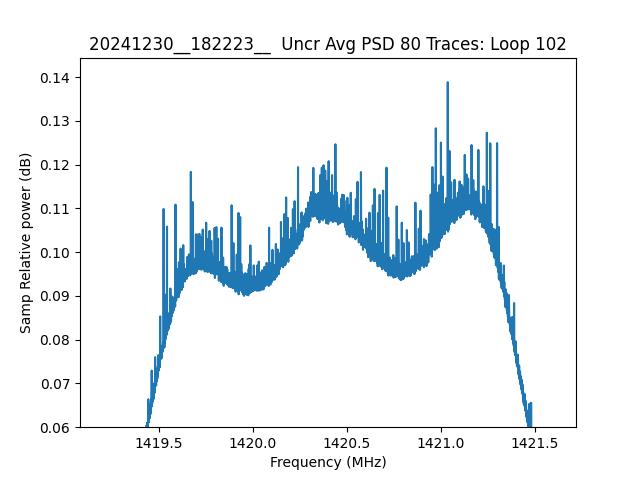 20241230__182223__  Uncr Avg PSD 80 Traces: Loop 102
0.14
0.13
0.12
0.11
0.10
0.09
0.08
0.07
0.06
Samp Relative power (dB)
1419.5 1420.0 1420.5 1421.0 1421.5
Frequency (MHz)